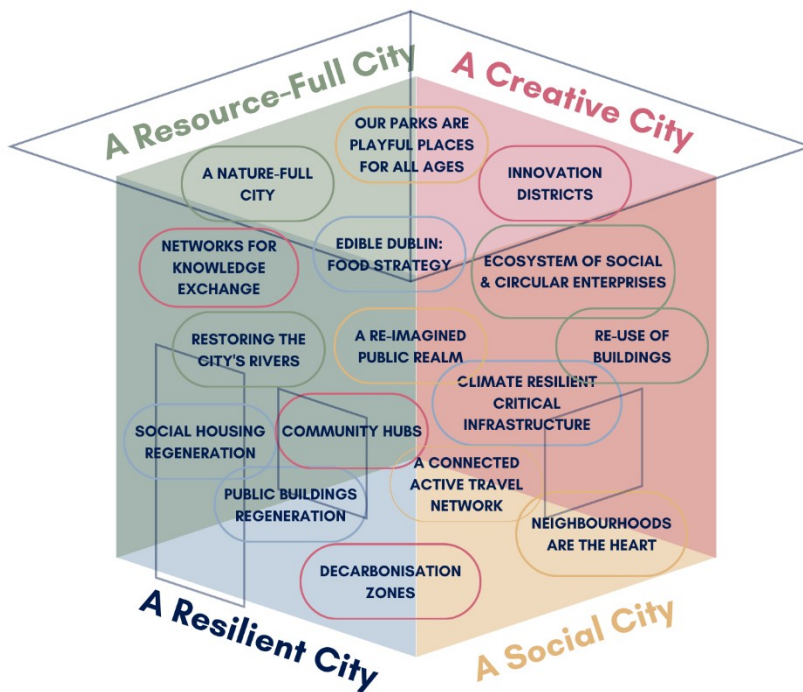 A Resource-Full City
A Creative City
OUR PARKS ARE
PLAYFUL PLACES
FOR ALL AGES
A NATURE-FULL
CITY
INNOVATION
DISTRICTS
NETWORKS FOR
KNOWLEDGE
EXCHANGE
EDIBLE DUBLIN:
FOOD STRATEGY
ECOSYSTEM OF SOCIAL
& CIRCULAR ENTERPRISES
RESTORING THE
CITY'S RIVERS
A RE-IMAGINED
PUBLIC REALM
RE-USE OF
BUILDINGS
CLIMATE RESILIENT
CRITICAL
INFRASTRUCTURE
SOCIAL HOUSING
REGENERATION
COMMUNITY HUBS
A CONNECTED
ACTIVE TRAVEL
NETWORK
PUBLIC BUILDINGS
REGENERATION
NEIGHBOURHOODS
ARE THE HEART
DECARBONISATION
ZONES
A Resilient City
A Social City